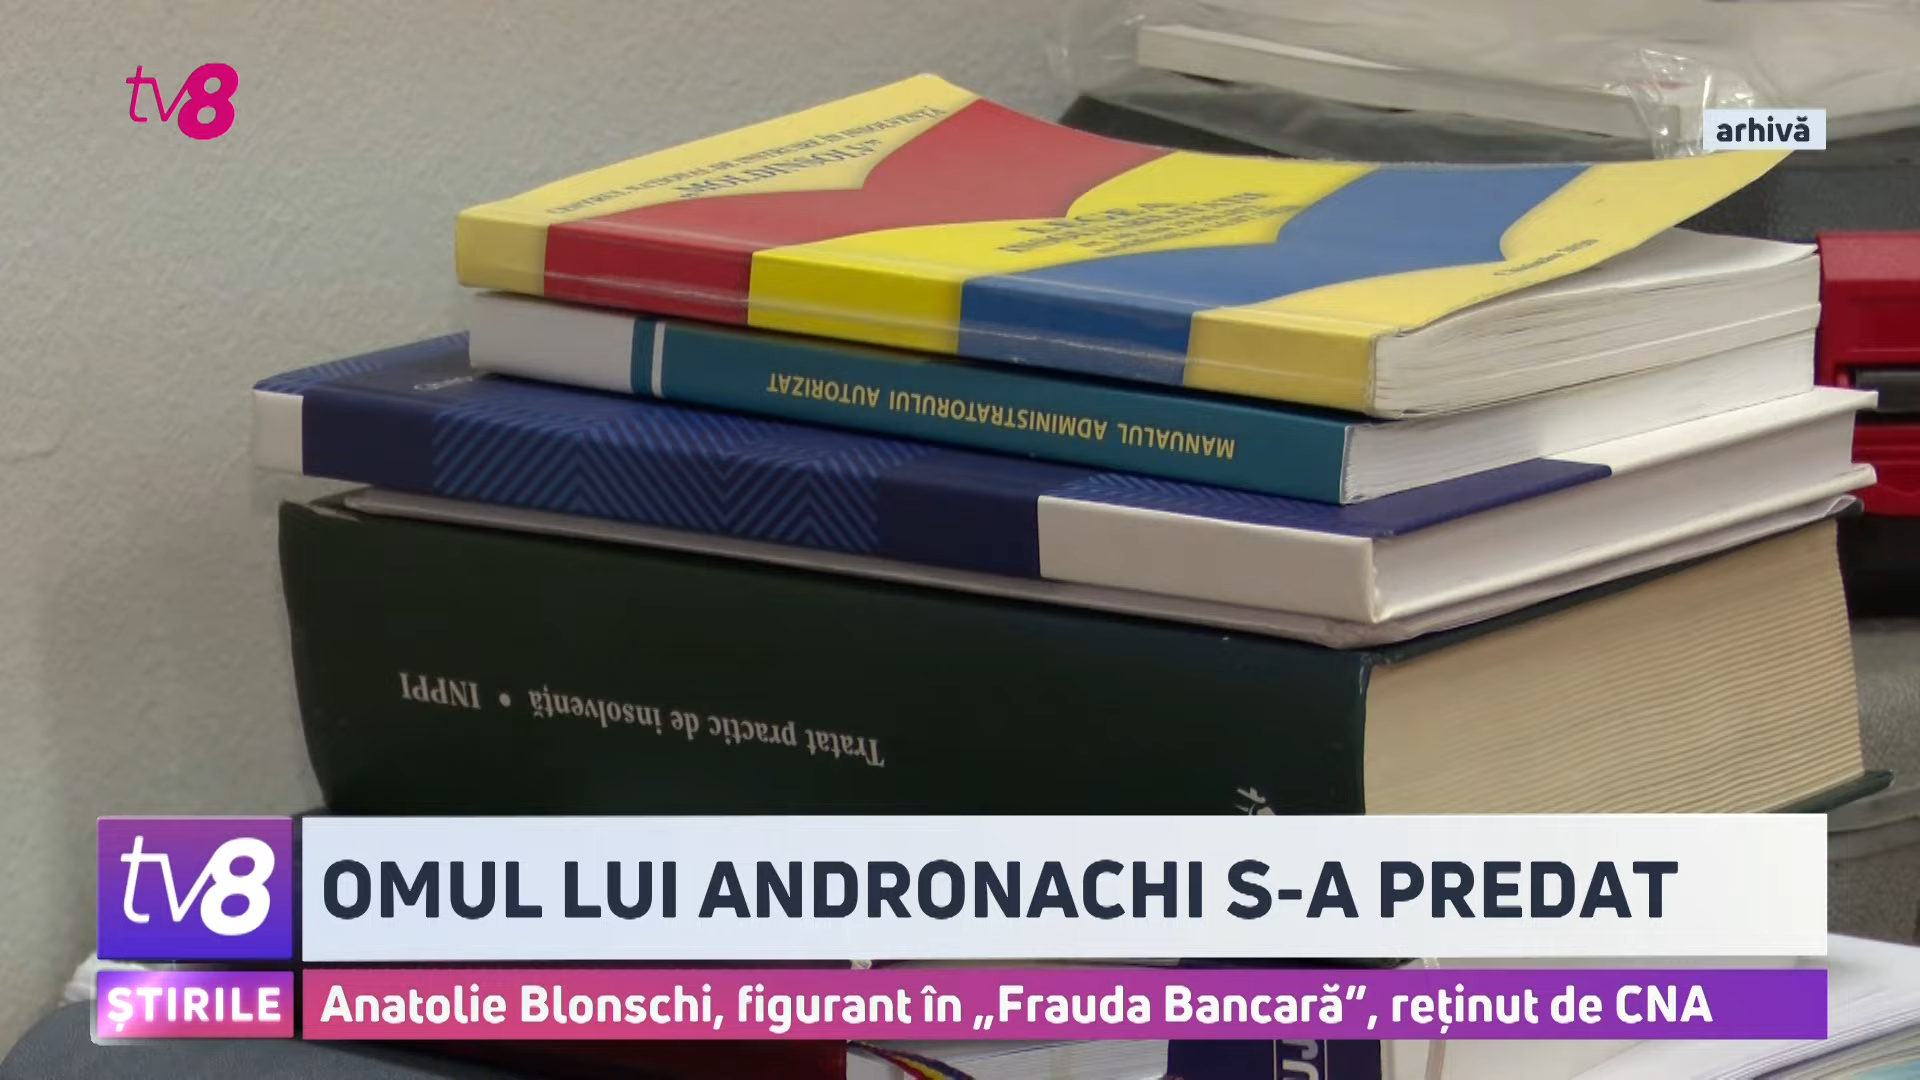 tv8
arhivă
„MOLDINSOLV”
MANUALUL ADMINISTRATORULUI AUTORIZAT
Tratat practic de insolvență • INPPI
tv8
OMUL LUI ANDRONACHI S-A PREDAT
ȘTIRILE
Anatolie Blonschi, figurant în „Frauda Bancară”, reținut de CNA